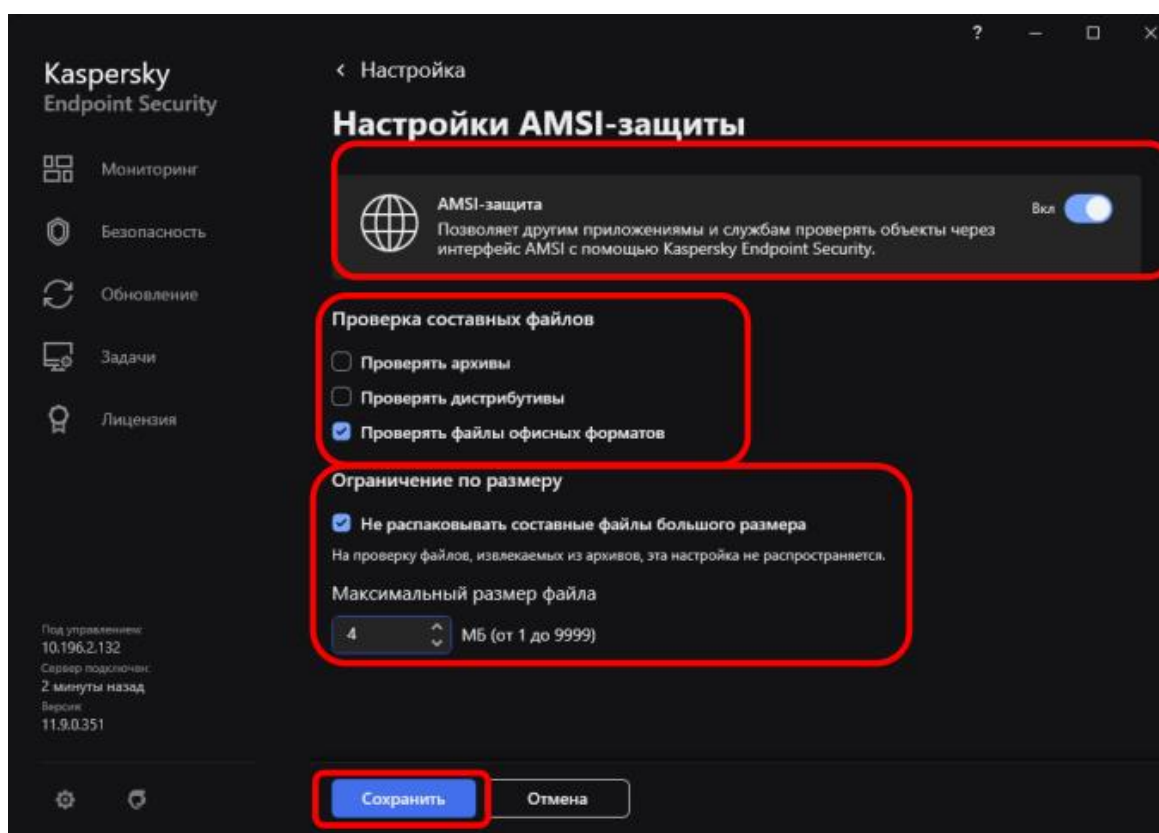 ?
Kaspersky
Endpoint Security
Мониторинг
Безопасность
Обновление
Задачи
Лицензия
Под управлением:
10.196.2.132
Сервер подключен:
2 минуты назад
Версия
11.9.0.351
Настройка
Настройки AMSI-защиты
AMSI-защита
Позволяет другим приложениямы и службам проверять объекты через
интерфейс AMSI с помощью Kaspersky Endpoint Security.
Вкл
Проверка составных файлов
Проверять архивы
Проверять дистрибутивы
Проверять файлы офисных форматов
Ограничение по размеру
Не распаковывать составные файлы большого размера
На проверку файлов, извлекаемых из архивов, эта настройка не распространяется.
Максимальный размер файла
4 МБ (от 1 до 9999)
Сохранить Отмена